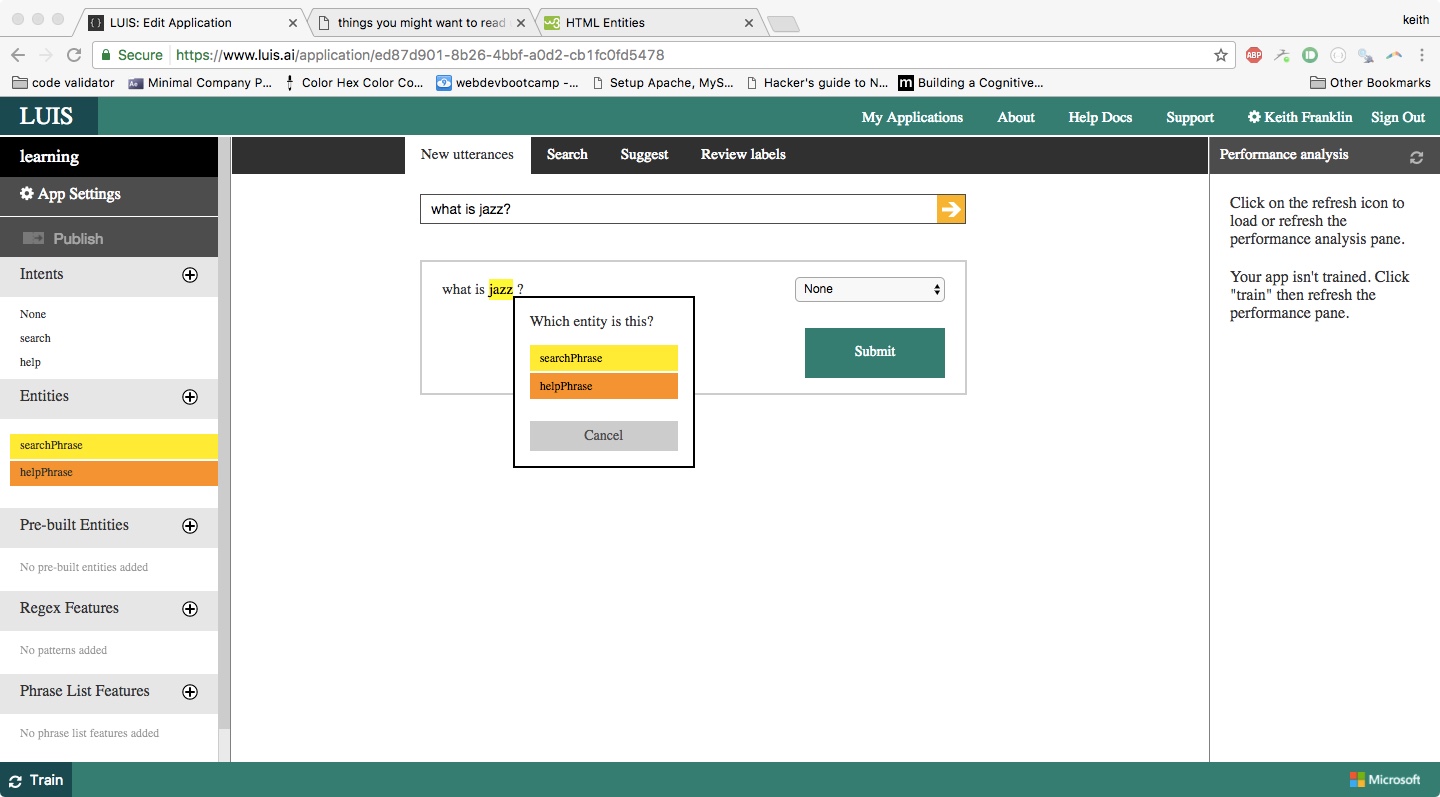 LUIS: Edit Application
things you might want to read
HTML Entities
keith
Secure https://www.luis.ai/application/ed87d901-8b26-4bbf-a0d2-cb1fc0fd5478
ABP
code validator
Minimal Company P...
Color Hex Color Co...
webdevbootcamp -...
Setup Apache, MyS...
Hacker's guide to N...
m Building a Cognitive...
Other Bookmarks
LUIS
My Applications
About
Help Docs
Support
Keith Franklin
Sign Out
learning
App Settings
Publish
Intents
None
search
help
Entities
searchPhrase
helpPhrase
Pre-built Entities
No pre-built entities added
Regex Features
No patterns added
Phrase List Features
No phrase list features added
Train
New utterances
Search
Suggest
Review labels
what is jazz?
what is jazz ?
None
Submit
Which entity is this?
searchPhrase
helpPhrase
Cancel
Performance analysis
Click on the refresh icon to
load or refresh the
performance analysis pane.
Your app isn't trained. Click
"train" then refresh the
performance pane.
Microsoft